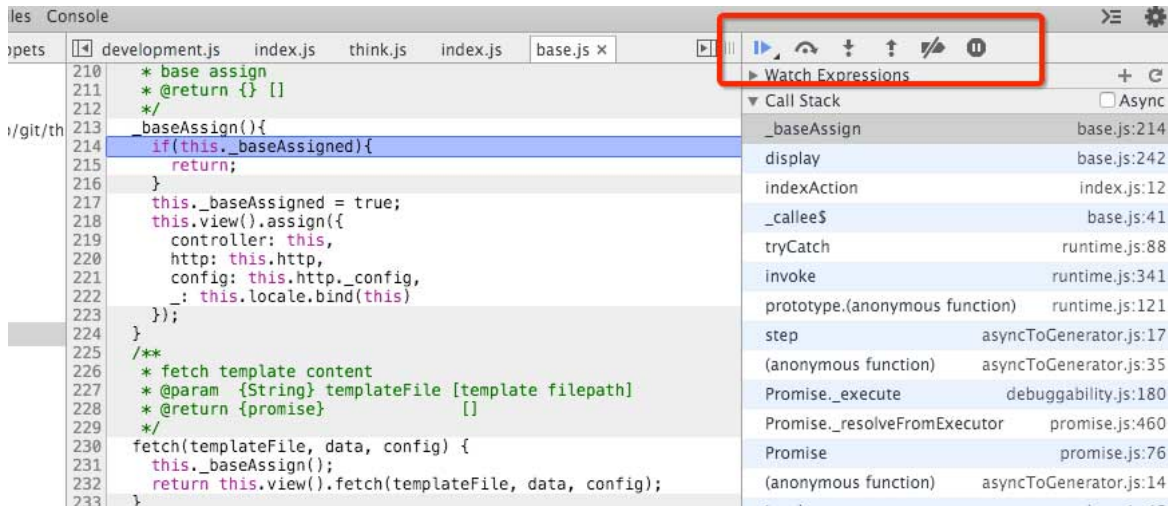 les Console
ppets development.js index.js think.js index.js base.js ×
210 * base assign
211 * @return {} []
212 */
213 _baseAssign(){
214 if(this._baseAssigned){
215 return;
216 }
217 this._baseAssigned = true;
218 this.view().assign({
219 controller: this,
220 http: this.http,
221 config: this.http._config,
222 _: this.locale.bind(this)
223 });
224 }
225 /**
226 * fetch template content
227 * @param {String} templateFile [template filepath]
228 * @return {promise} []
229 */
230 fetch(templateFile, data, config) {
231 this._baseAssign();
232 return this.view().fetch(templateFile, data, config);
233 }
/git/th
Watch Expressions
Call Stack Async
_baseAssign base.js:214
display base.js:242
indexAction index.js:12
_callee$ base.js:41
tryCatch runtime.js:88
invoke runtime.js:341
prototype.(anonymous function) runtime.js:121
step asyncToGenerator.js:17
(anonymous function) asyncToGenerator.js:35
Promise._execute debuggability.js:180
Promise._resolveFromExecutor promise.js:460
Promise promise.js:76
(anonymous function) asyncToGenerator.js:14